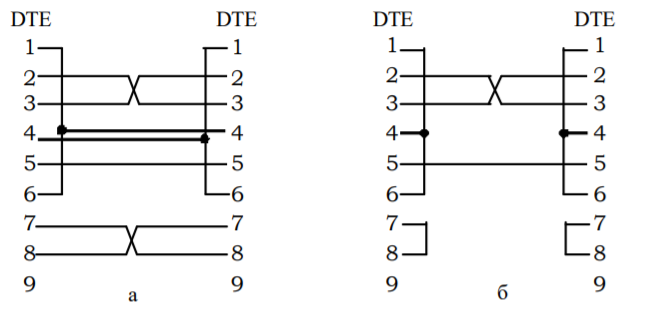 DTE DTE DTE DTE
1 1 1 1
2 2 2 2
3 3 3 3
4 4 4 4
5 5 5 5
6 6 6 6
7 7 7 7
8 8 8 8
9 9 9 9
а б